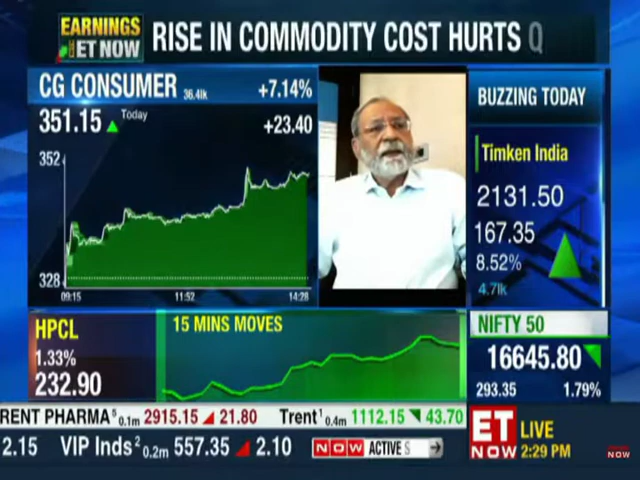 EARNINGS
ET NOW
RISE IN COMMODITY COST HURTS Q
CG CONSUMER 36.4lk +7.14%
351.15 Today +23.40
352
328
09:15 11:52 14:28
BUZZING TODAY
Timken India
2131.50
167.35
8.52%
4.7lk
HPCL
1.33%
232.90
15 MINS MOVES
NIFTY 50
16645.80
293.35 1.79%
RENT PHARMA 5 0.1m 2915.15 21.80 Trent 1 0.4m 1112.15 43.70
2.15 VIP Inds 2 0.2m 557.35 2.10 NOW ACTIVE S
ET
NOW
LIVE
2:29 PM
NOW